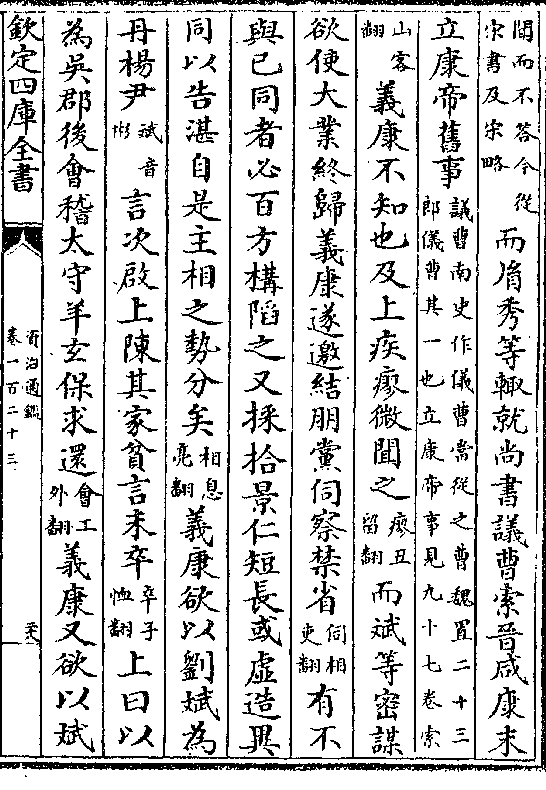 聞而不答今從
宋書及宋略
而𦙍秀等輙就尚書議曹索晉咸康末
立康帝舊事
議曹南史作儀曹當從之曹魏置二十三
郎儀曹其一也立康帝事見九十七卷索
山客
翻
義康不知也及上疾瘳微聞之
瘳丑
留翻
而斌等密謀
欲使大業終歸義康遂邀結朋黨伺察禁省
伺相
吏翻
有不
與已同者必百方構陷之又採拾景仁短長或虛造異
同以告湛自是主相之勢分矣
相息
亮翻
義康欲以劉斌為
丹楊尹
斌音
彬
言次啟上陳其家貧言未卒
卒子
恤翻
上曰以
為吳郡後會稽太守羊玄保求還
會工
外翻
義康又欲以斌
欽定四庫全書
資治通鑑
卷一百二十三